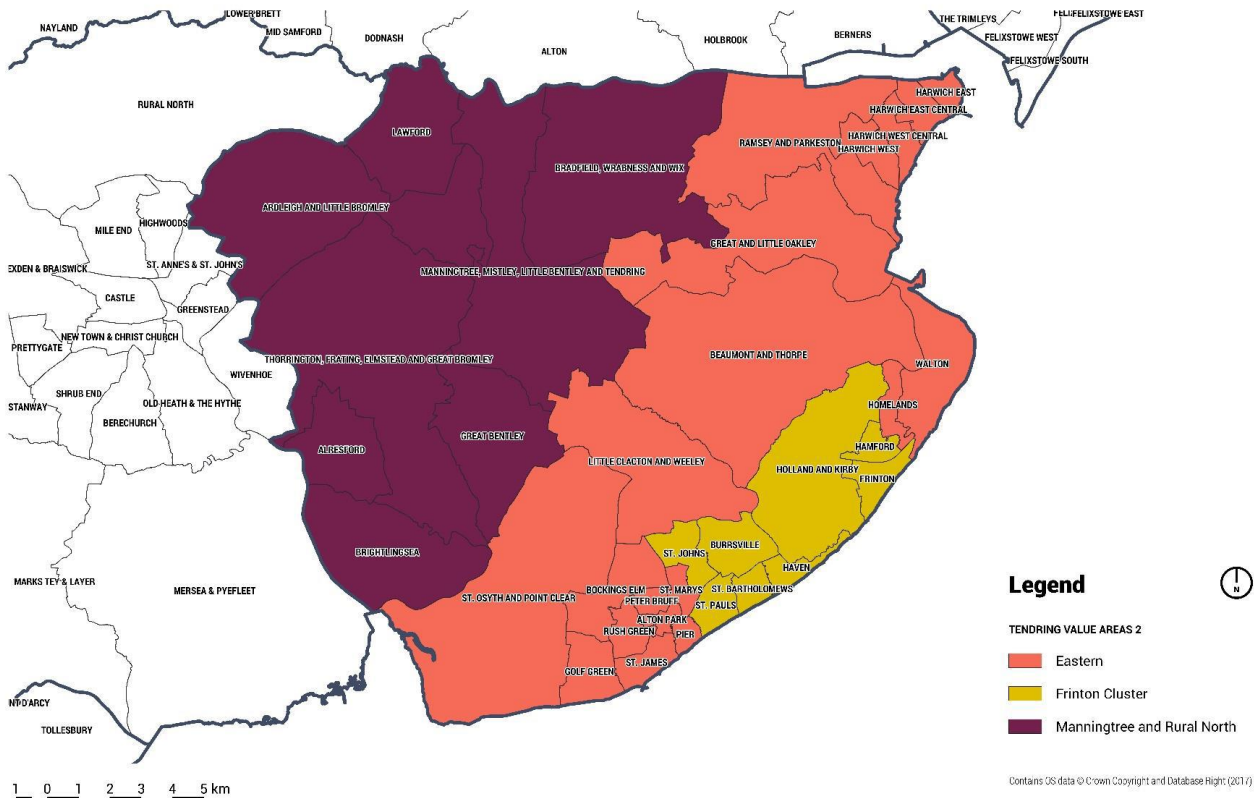 NAYLAND
LOWER BRETT
MID SAMFORD
DODNASH
ALTON
HOLBROOK
BERNERS
THE TRIMLEYS
FELIXSTOWE EAST
FELIXSTOWE WEST
FELIXSTOWE SOUTH
RURAL NORTH
LAWFORD
HARWICH EAST
HARWICH EAST CENTRAL
HARWICH WEST CENTRAL
RAMSEY AND PARKESTON
HARWICH WEST
BRADFIELD, WRABNESS AND WIX
ARDLEIGH AND LITTLE BROMLEY
HIGHWOODS
MILE END
GREAT AND LITTLE OAKLEY
ST. ANNE'S & ST. JOHN'S
EXDEN & BRAISWICK
MANNINGTREE, MISTLEY, LITTLE BENTLEY AND TENDRING
CASTLE
GREENSTEAD
NEW TOWN & CHRIST CHURCH
PRETTYGATE
THORRINGTON, FRATING, ELMSTEAD AND GREAT BROMLEY
BEAUMONT AND THORPE
WALTON
WIVENHOE
SHRUB END
OLD HEATH & THE HYTHE
STANWAY
BERECHURCH
HOMELANDS
GREAT BENTLEY
ALRESFORD
HAMFORD
LITTLE CLACTON AND WEELEY
HOLLAND AND KIRBY
FRINTON
BRIGHTLINGSEA
ST. JOHNS
BURRSVILLE
HAVEN
MARKS TEY & LAYER
MERSEA & PYEFLEET
ST. OSYTH AND POINT CLEAR
BOCKINGS ELM
ST. MARYS
ST. BARTHOLOMEWS
PETER BRUFF
ST. PAULS
ALTON PARK
RUSH GREEN
PIER
ST. JAMES
GOLF GREEN
NT D'ARCY
TOLLESBURY
Legend
N
TENDRING VALUE AREAS 2
Eastern
Frinton Cluster
Manningtree and Rural North
Contains OS data © Crown Copyright and Database Right (2017)
1 0 1 2 3 4 5 km